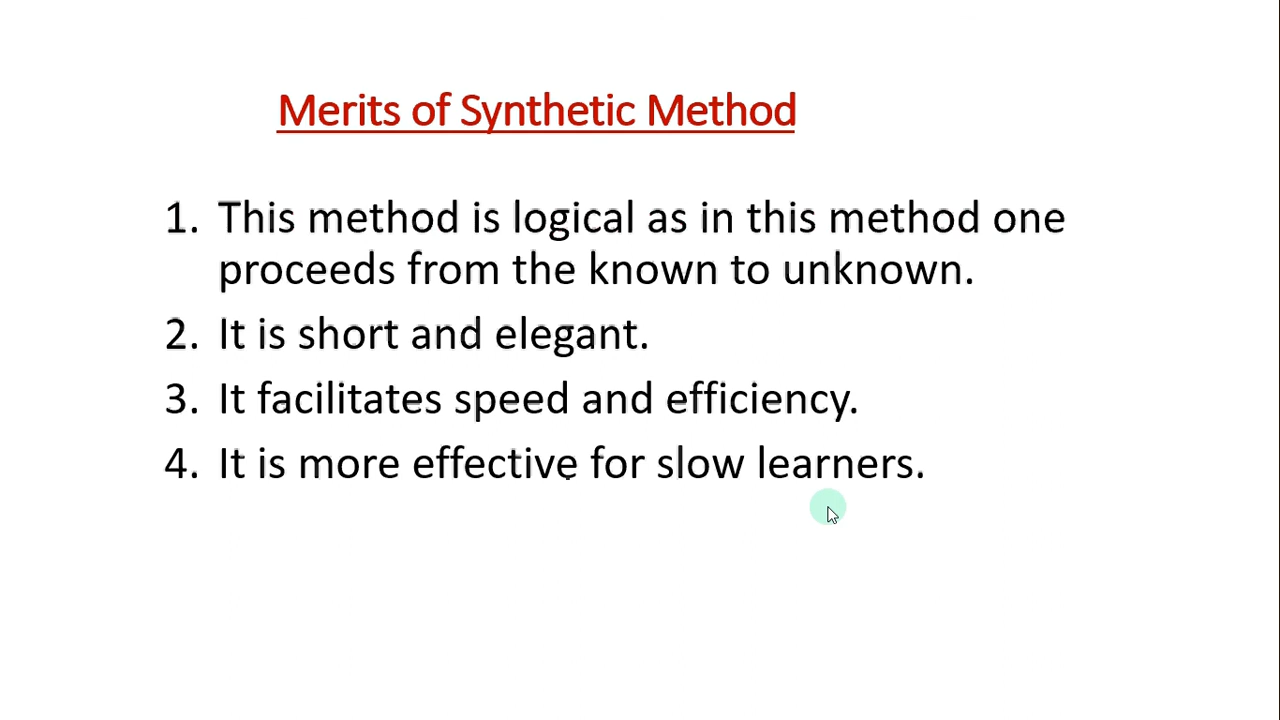 Merits of Synthetic Method
1. This method is logical as in this method one
proceeds from the known to unknown.
2. It is short and elegant.
3. It facilitates speed and efficiency.
4. It is more effective for slow learners.